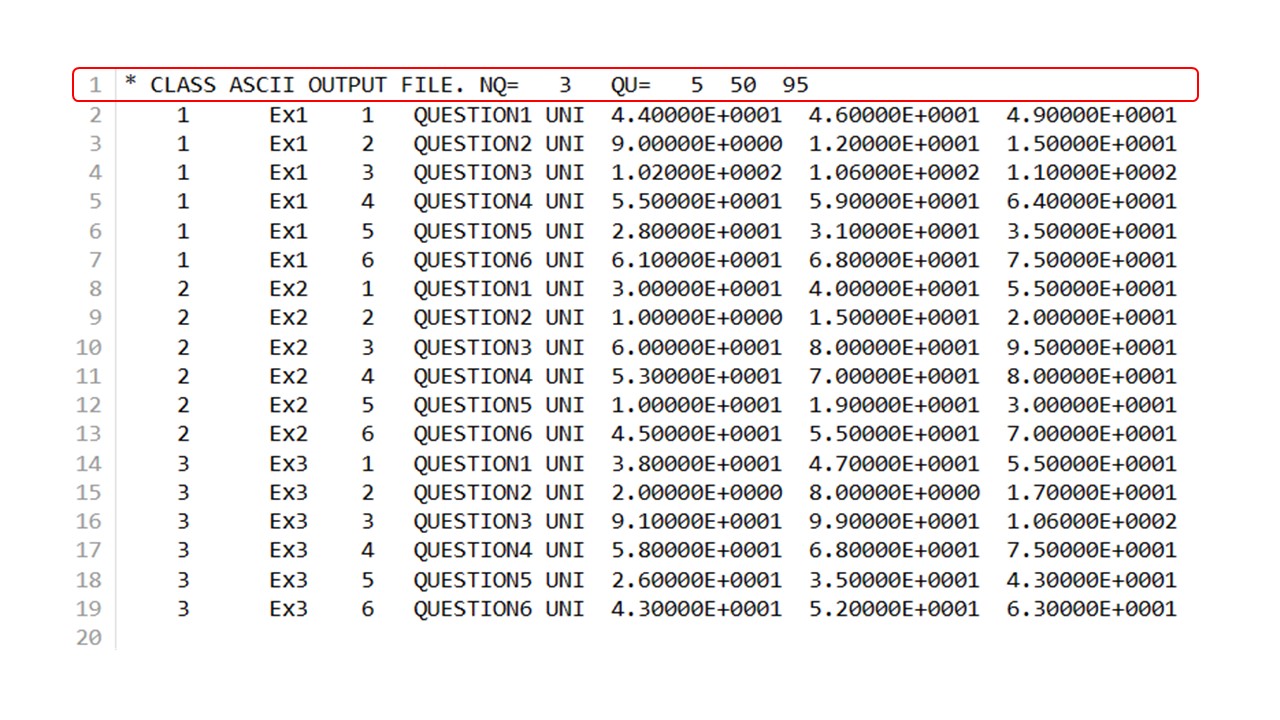 1 * CLASS ASCII OUTPUT FILE. NQ= 3 QU= 5 50 95
2 1 Ex1 1 QUESTION1 UNI 4.40000E+0001 4.60000E+0001 4.90000E+0001
3 1 Ex1 2 QUESTION2 UNI 9.00000E+0000 1.20000E+0001 1.50000E+0001
4 1 Ex1 3 QUESTION3 UNI 1.02000E+0002 1.06000E+0002 1.10000E+0002
5 1 Ex1 4 QUESTION4 UNI 5.50000E+0001 5.90000E+0001 6.40000E+0001
6 1 Ex1 5 QUESTION5 UNI 2.80000E+0001 3.10000E+0001 3.50000E+0001
7 1 Ex1 6 QUESTION6 UNI 6.10000E+0001 6.80000E+0001 7.50000E+0001
8 2 Ex2 1 QUESTION1 UNI 3.00000E+0001 4.00000E+0001 5.50000E+0001
9 2 Ex2 2 QUESTION2 UNI 1.00000E+0000 1.50000E+0001 2.00000E+0001
10 2 Ex2 3 QUESTION3 UNI 6.00000E+0001 8.00000E+0001 9.50000E+0001
11 2 Ex2 4 QUESTION4 UNI 5.30000E+0001 7.00000E+0001 8.00000E+0001
12 2 Ex2 5 QUESTION5 UNI 1.00000E+0001 1.90000E+0001 3.00000E+0001
13 2 Ex2 6 QUESTION6 UNI 4.50000E+0001 5.50000E+0001 7.00000E+0001
14 3 Ex3 1 QUESTION1 UNI 3.80000E+0001 4.70000E+0001 5.50000E+0001
15 3 Ex3 2 QUESTION2 UNI 2.00000E+0000 8.00000E+0000 1.70000E+0001
16 3 Ex3 3 QUESTION3 UNI 9.10000E+0001 9.90000E+0001 1.06000E+0002
17 3 Ex3 4 QUESTION4 UNI 5.80000E+0001 6.80000E+0001 7.50000E+0001
18 3 Ex3 5 QUESTION5 UNI 2.60000E+0001 3.50000E+0001 4.30000E+0001
19 3 Ex3 6 QUESTION6 UNI 4.30000E+0001 5.20000E+0001 6.30000E+0001
20